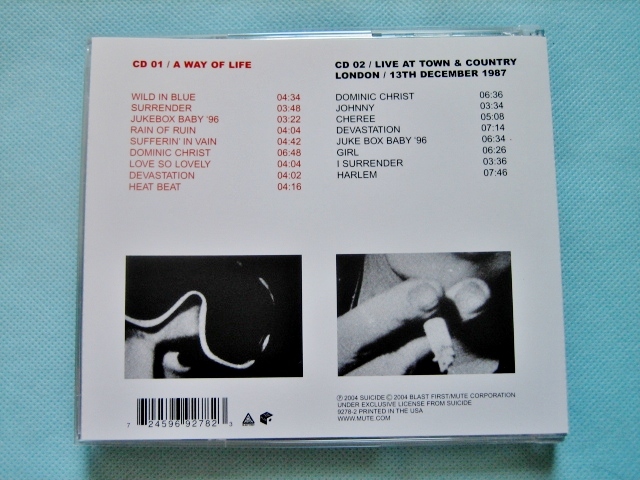 CD 01 / A WAY OF LIFE
WILD IN BLUE 04:34
SURRENDER 03:48
JUKEBOX BABY '96 03:22
RAIN OF RUIN 04:04
SUFFERIN' IN VAIN 04:42
DOMINIC CHRIST 06:48
LOVE SO LOVELY 04:04
DEVASTATION 04:02
HEAT BEAT 04:16
CD 02 / LIVE AT TOWN & COUNTRY
LONDON / 13TH DECEMBER 1987
DOMINIC CHRIST 06:36
JOHNNY 03:34
CHEREE 05:08
DEVASTATION 07:14
JUKE BOX BABY '96 06:34
GIRL 06:26
I SURRENDER 03:36
HARLEM 07:46
℗ 2004 SUICIDE © 2004 BLAST FIRST/MUTE CORPORATION
UNDER EXCLUSIVE LICENSE FROM SUICIDE
9278-2 PRINTED IN THE USA
WWW.MUTE.COM
7 24596 92782 3